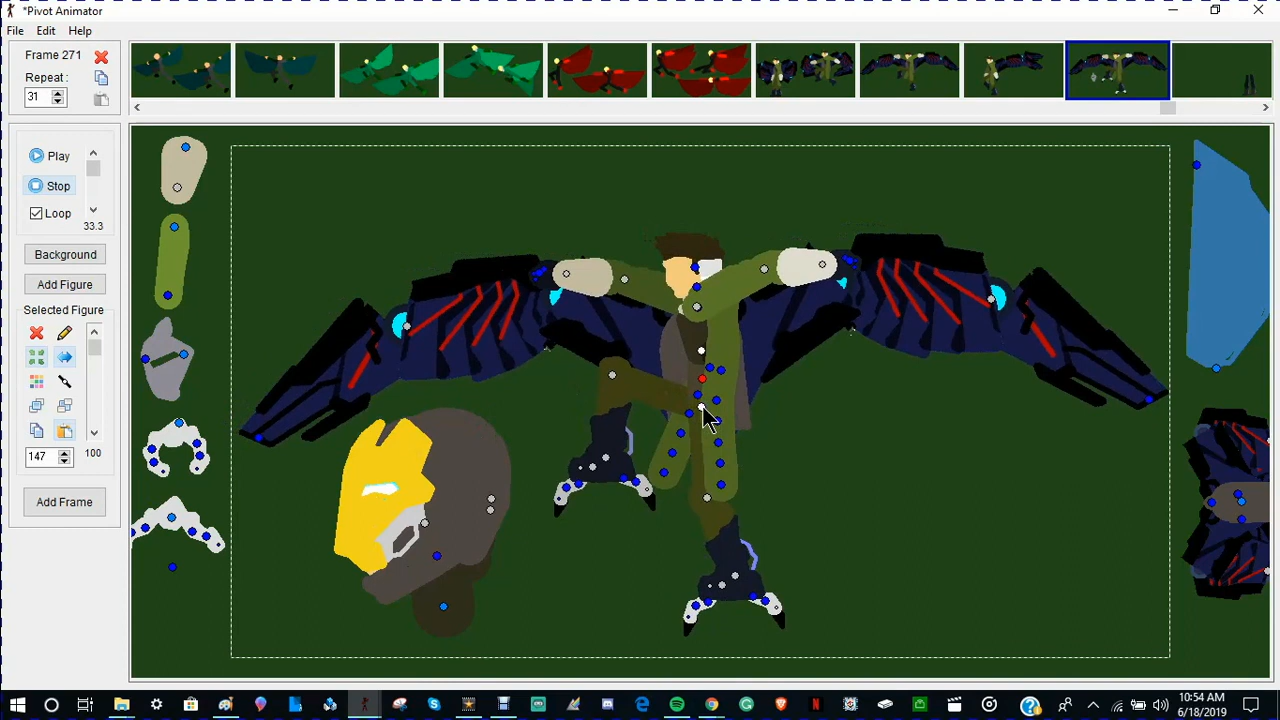 *Pivot Animator
File Edit Help
Frame 271
Repeat :
31
Play
Stop
Loop
33.3
Background
Add Figure
Selected Figure
147
100
Add Frame
10:54 AM
6/18/2019